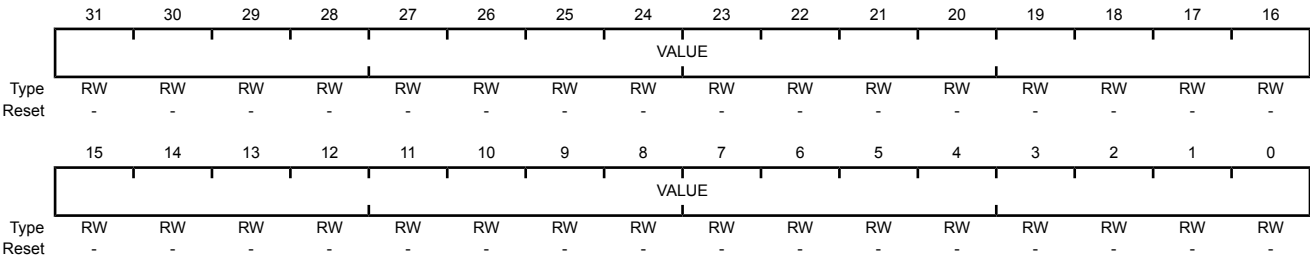 31 30 29 28 27 26 25 24 23 22 21 20 19 18 17 16
VALUE
Type RW RW RW RW RW RW RW RW RW RW RW RW RW RW RW RW
Reset - - - - - - - - - - - - - - - -
15 14 13 12 11 10 9 8 7 6 5 4 3 2 1 0
VALUE
Type RW RW RW RW RW RW RW RW RW RW RW RW RW RW RW RW
Reset - - - - - - - - - - - - - - - -